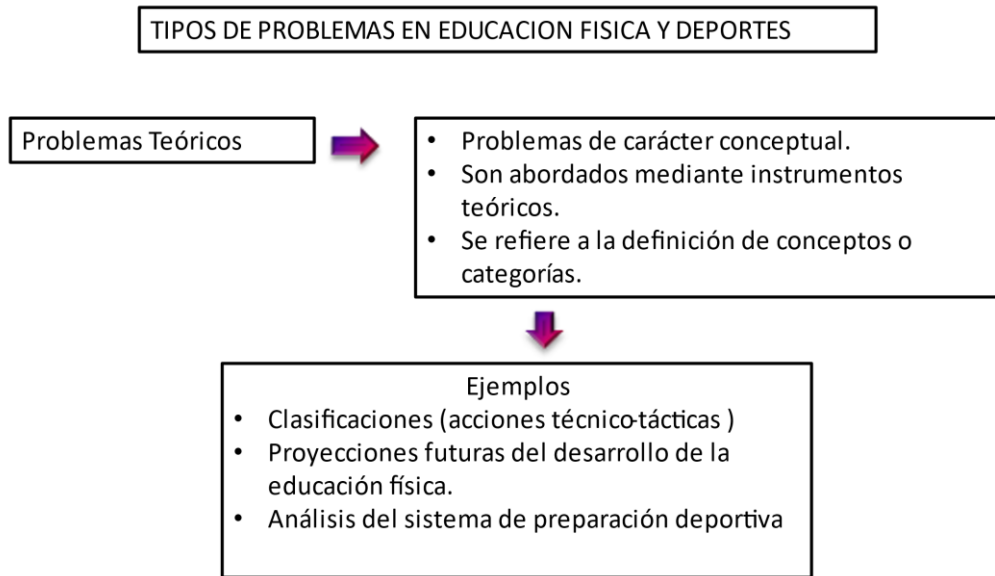 TIPOS DE PROBLEMAS EN EDUCACION FISICA Y DEPORTES
Problemas Teóricos
• Problemas de carácter conceptual.
• Son abordados mediante instrumentos
teóricos.
• Se refiere a la definición de conceptos o
categorías.
Ejemplos
• Clasificaciones (acciones técnico-tácticas )
• Proyecciones futuras del desarrollo de la
educación física.
• Análisis del sistema de preparación deportiva